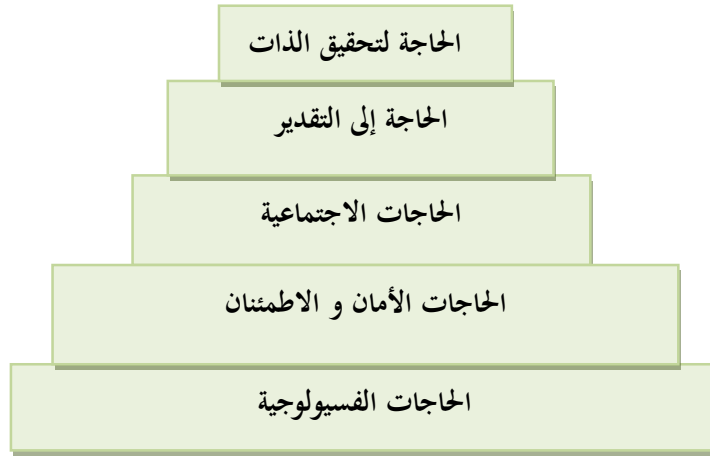 الحاجة لتحقيق الذات
الحاجة إلى التقدير
الحاجات الاجتماعية
الحاجات الأمان و الاطمئنان
الحاجات الفسيولوجية